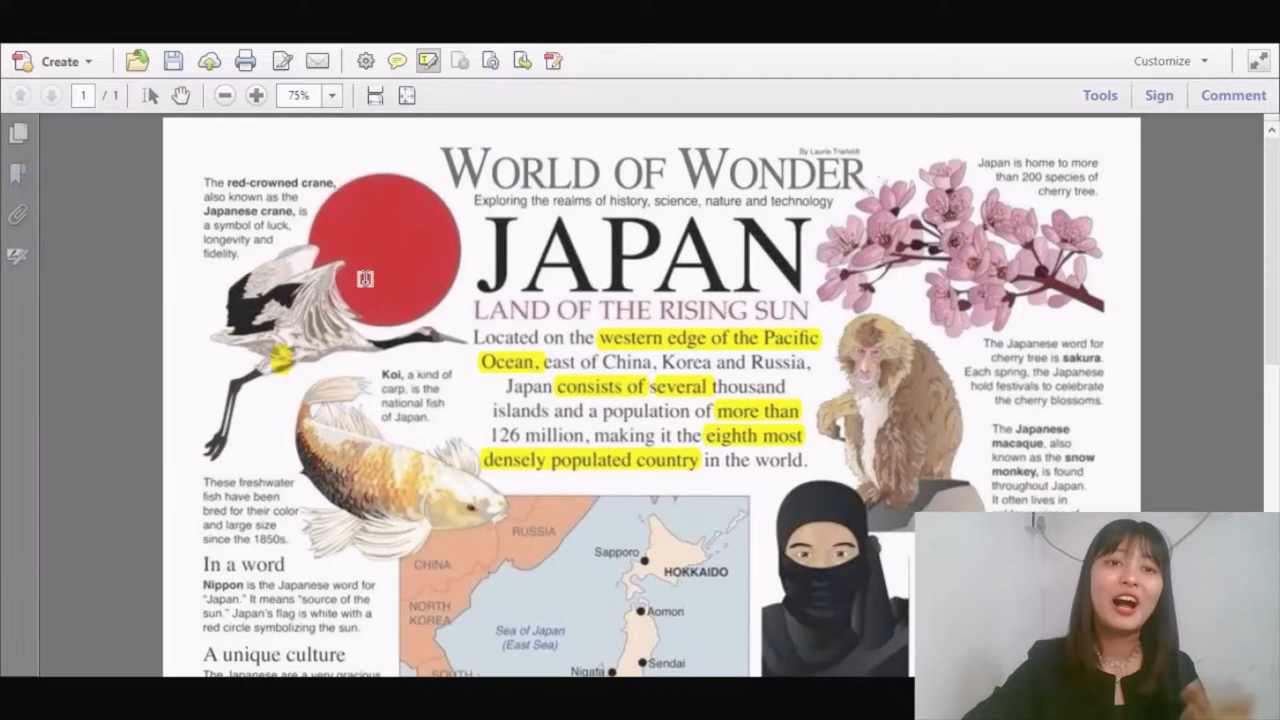 Create
Customize
1 / 1
75%
Tools
Sign
Comment
By Laurie Triefeldt
WORLD OF WONDER
Exploring the realms of history, science, nature and technology
JAPAN
LAND OF THE RISING SUN
Located on the western edge of the Pacific
Ocean, east of China, Korea and Russia,
Japan consists of several thousand
islands and a population of more than
126 million, making it the eighth most
densely populated country in the world.
The red-crowned crane,
also known as the
Japanese crane, is
a symbol of luck,
longevity and
fidelity.
Koi, a kind of
carp, is the
national fish
of Japan.
These freshwater
fish have been
bred for their color
and large size
since the 1850s.
In a word
Nippon is the Japanese word for
"Japan." It means "source of the
sun." Japan's flag is white with a
red circle symbolizing the sun.
A unique culture
The Japanese are a very gracious
Japan is home to more
than 200 species of
cherry tree.
The Japanese word for
cherry tree is sakura.
Each spring, the Japanese
hold festivals to celebrate
the cherry blossoms.
The Japanese
macaque, also
known as the snow
monkey, is found
throughout Japan.
It often lives in
RUSSIA
CHINA
NORTH
KOREA
SOUTH
Sea of Japan
(East Sea)
Sapporo
HOKKAIDO
Aomori
Sendai
Niigata